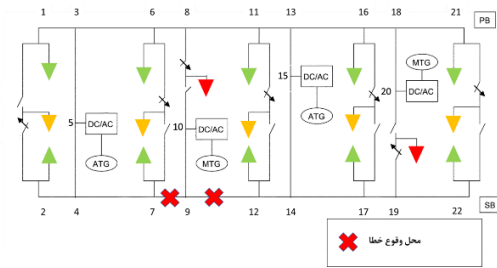 1 3 6 8 11 13 16 18 21
PB
MTG
15 DC/AC
20 DC/AC
5 DC/AC
10 DC/AC
ATG
ATG
MTG
SB
2 4 7 9 12 14 17 19 22
محل وقوع خطا